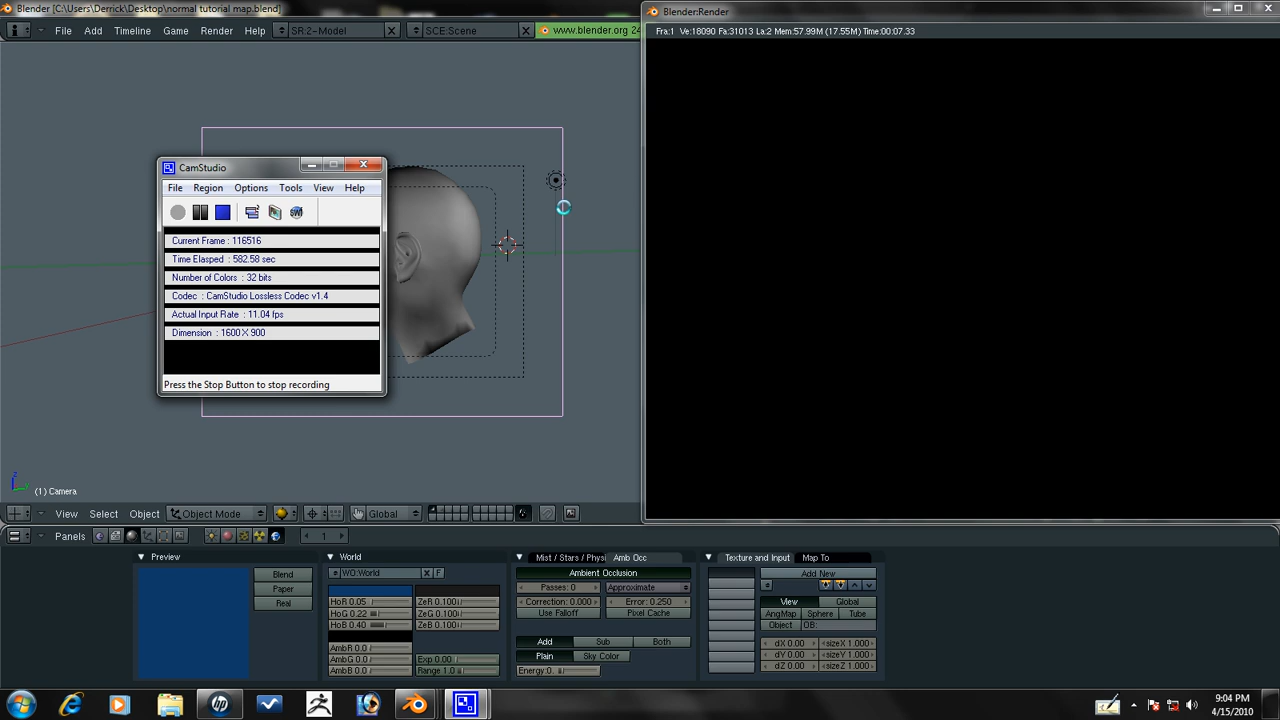 Blender [C:\Users\Derrick\Desktop\normal tutorial map.blend]
Blender:Render
File Add Timeline Game Render Help SR:2-Model SCE:Scene www.blender.org 24
Fra:1 Ve:18090 Fa:31013 La:2 Mem:57.99M (17.55M) Time:00:07.33
CamStudio
File Region Options Tools View Help
Current Frame : 116516
Time Elasped : 582.58 sec
Number of Colors : 32 bits
Codec : CamStudio Lossless Codec v1.4
Actual Input Rate : 11.04 fps
Dimension : 1600 X 900
Press the Stop Button to stop recording
(1) Camera
View Select Object Object Mode Global
Panels 1
Preview World Mist / Stars / Physi Amb Occ Texture and Input Map To
Blend WO:World F Ambient Occlusion Add New
Paper HoR 0.05 ZeR 0.100 Passes: 0 Approximate
Real HoG 0.22 ZeG 0.100 Correction: 0.000 Error: 0.250 View Global
HoB 0.40 ZeB 0.100 Use Falloff Pixel Cache AngMap Sphere Tube
Object OB:
AmbR 0.0 Add Sub Both dX 0.00 sizeX 1.000
AmbG 0.0 Exp 0.00 Plain Sky Color dY 0.00 sizeY 1.000
AmbB 0.0 Range 1.0 Energy:0. dZ 0.00 sizeZ 1.000
9:04 PM
4/15/2010